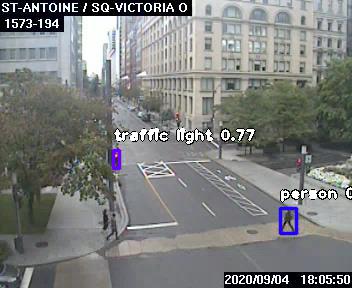 ST-ANTOINE / SQ-VICTORIA O
1573-194
traffic light 0.77
person 0
2020/09/04 18:05:50